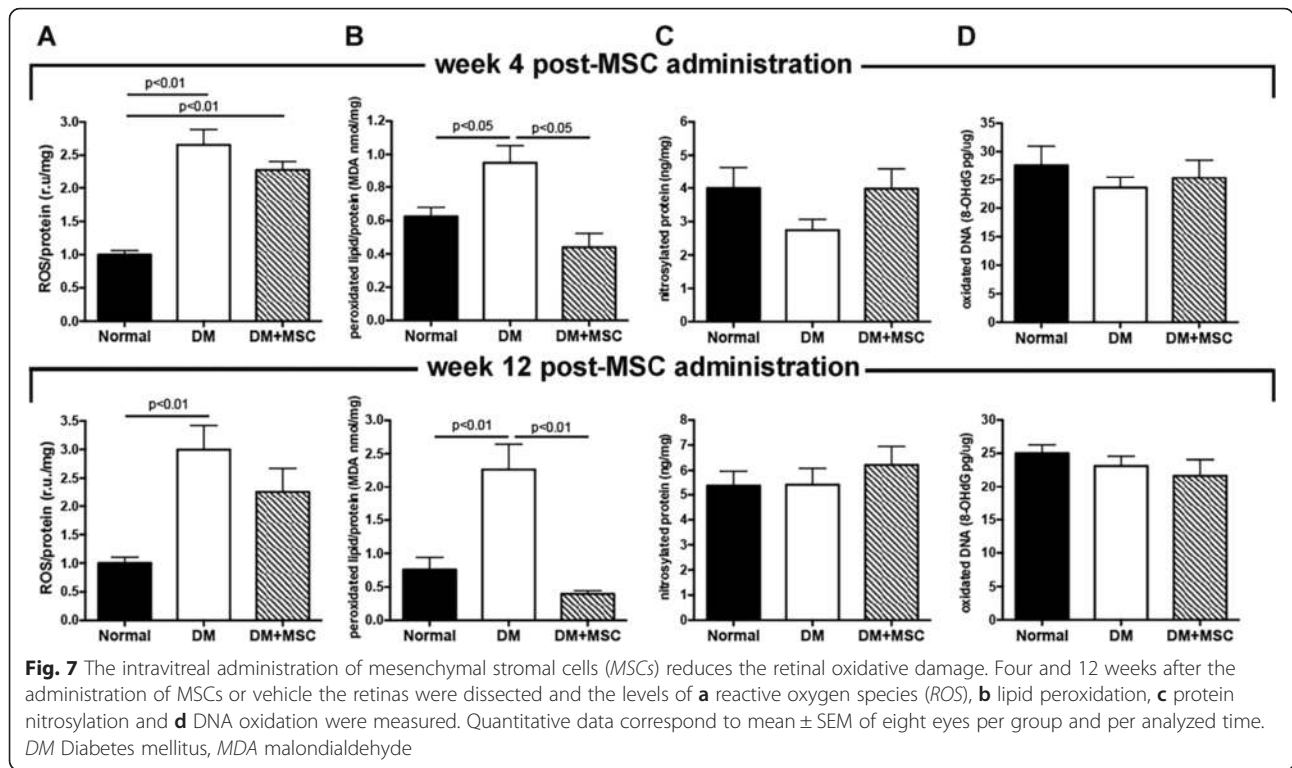 A B C D
week 4 post-MSC administration
p<0.01
p<0.01
ROS/protein (r.u/mg)
3.0
2.5
2.0
1.5
1.0
0.5
0.0
Normal DM DM+MSC
p<0.05 p<0.05
peroxidated lipid/protein (MDA nmol/mg)
1.4
1.2
1.0
0.8
0.6
0.4
0.2
0.0
Normal DM DM+MSC
nitrosylated protein (ng/mg)
6
5
4
3
2
1
0
Normal DM DM+MSC
oxidated DNA (8-OHdG pg/ug)
35
30
25
20
15
10
5
0
Normal DM DM+MSC
week 12 post-MSC administration
p<0.01
ROS/protein (r.u./mg)
3.5
3.0
2.5
2.0
1.5
1.0
0.5
0.0
Normal DM DM+MSC
p<0.01 p<0.01
peroxidated lipid/protein (MDA nmol/mg)
3.0
2.5
2.0
1.5
1.0
0.5
0.0
Normal DM DM+MSC
nitrosylated protein (ng/mg)
8
7
6
5
4
3
2
1
0
Normal DM DM+MSC
oxidated DNA (8-OHdG pg/ug)
30
25
20
15
10
5
0
Normal DM DM+MSC
Fig. 7 The intravitreal administration of mesenchymal stromal cells (MSCs) reduces the retinal oxidative damage. Four and 12 weeks after the
administration of MSCs or vehicle the retinas were dissected and the levels of a reactive oxygen species (ROS), b lipid peroxidation, c protein
nitrosylation and d DNA oxidation were measured. Quantitative data correspond to mean ± SEM of eight eyes per group and per analyzed time.
DM Diabetes mellitus, MDA malondialdehyde